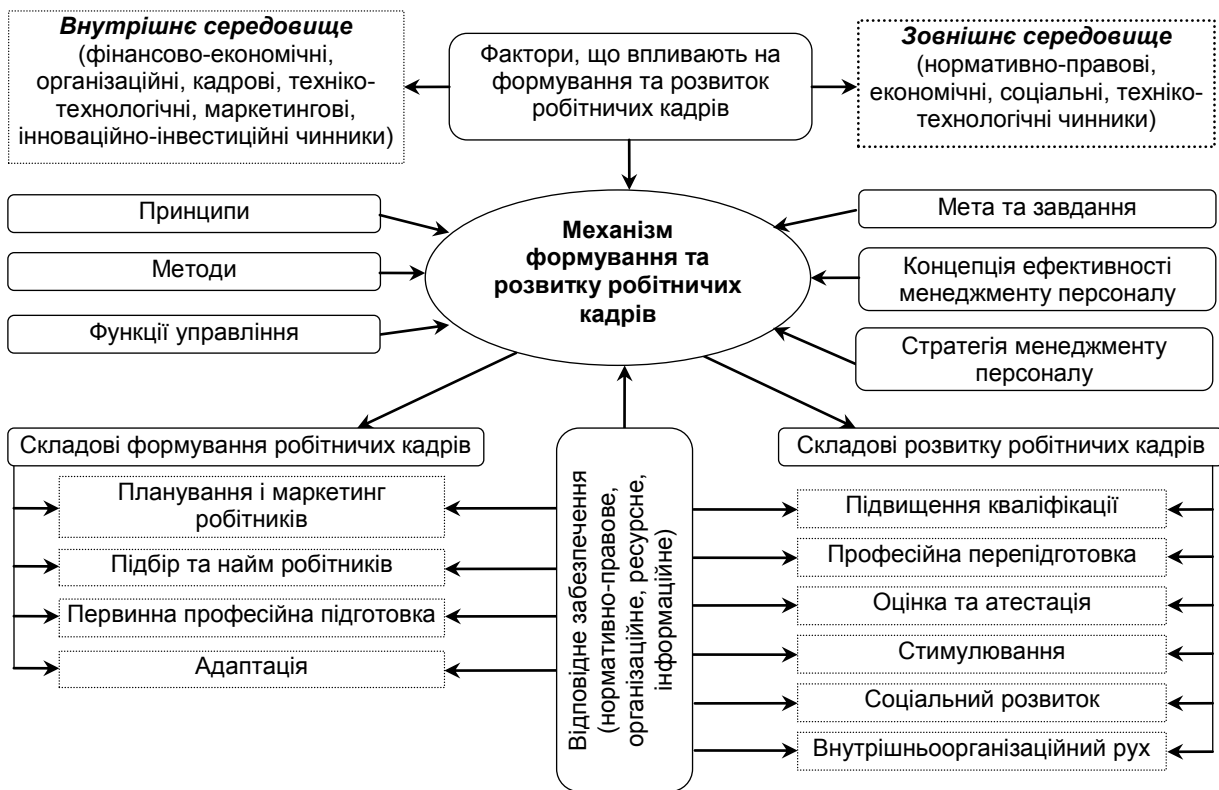 Внутрішнє середовище
(фінансово-економічні,
організаційні, кадрові, техніко-
технологічні, маркетингові,
інноваційно-інвестиційні чинники)
Фактори, що впливають на
формування та розвиток
робітничих кадрів
Зовнішнє середовище
(нормативно-правові,
економічні, соціальні, техніко-
технологічні чинники)
Принципи
Методи
Функції управління
Механізм
формування та
розвитку робітничих
кадрів
Мета та завдання
Концепція ефективності
менеджменту персоналу
Стратегія менеджменту
персоналу
Складові формування робітничих кадрів
Планування і маркетинг
робітників
Підбір та найм робітників
Первинна професійна підготовка
Адаптація
Відповідне забезпечення
(нормативно-правове,
організаційне, ресурсне,
інформаційне)
Складові розвитку робітничих кадрів
Підвищення кваліфікації
Професійна перепідготовка
Оцінка та атестація
Стимулювання
Соціальний розвиток
Внутрішньоорганізаційний рух